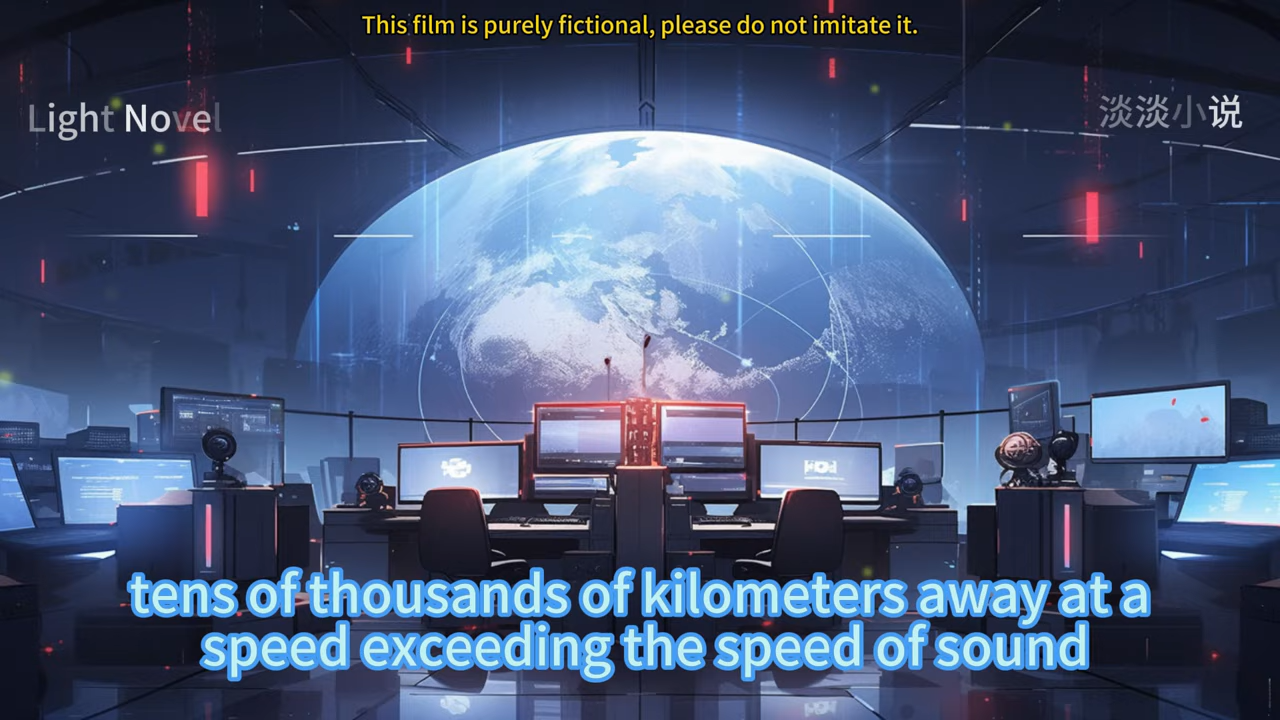 This film is purely fictional, please do not imitate it.
Light Novel
淡淡小说
tens of thousands of kilometers away at a
speed exceeding the speed of sound